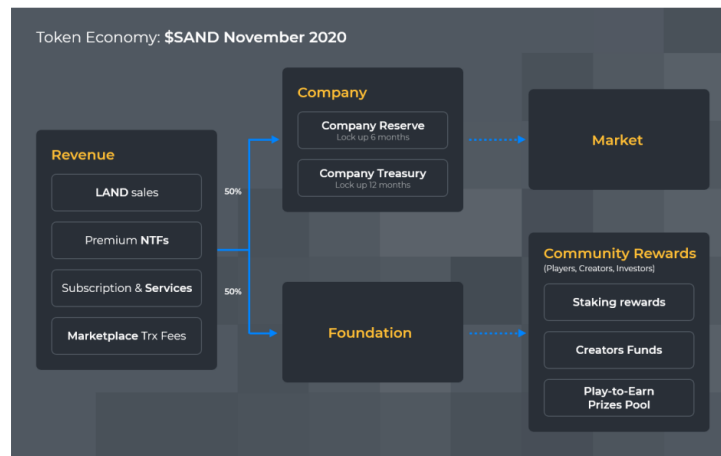 Token Economy: $SAND November 2020
Revenue
LAND sales
Premium NTFs
Subscription & Services
Marketplace Trx Fees
50%
50%
Company
Company Reserve
Lock up 6 months
Company Treasury
Lock up 12 months
Foundation
Market
Community Rewards
(Players, Creators, Investors)
Staking rewards
Creators Funds
Play-to-Earn
Prizes Pool